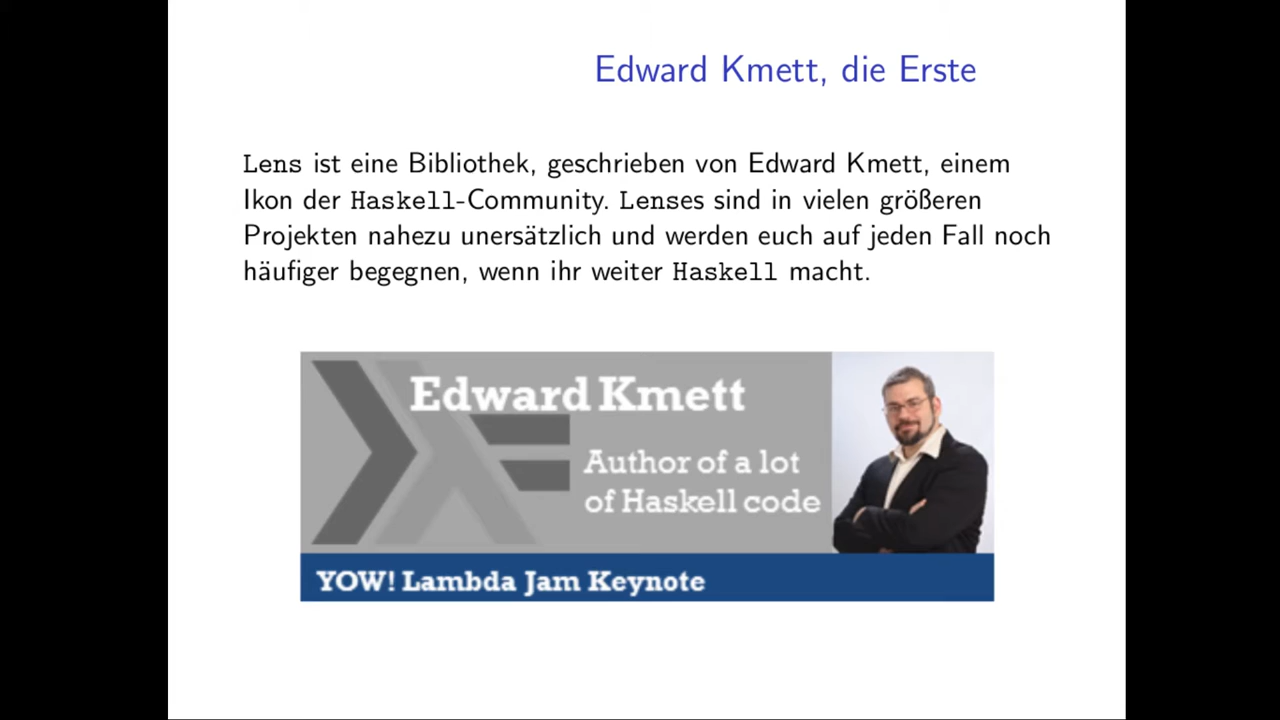 Edward Kmett, die Erste
Lens ist eine Bibliothek, geschrieben von Edward Kmett, einem
Ikon der Haskell-Community. Lenses sind in vielen größeren
Projekten nahezu unersätzlich und werden euch auf jeden Fall noch
häufiger begegnen, wenn ihr weiter Haskell macht.
Edward Kmett
Author of a lot
of Haskell code
YOW! Lambda Jam Keynote